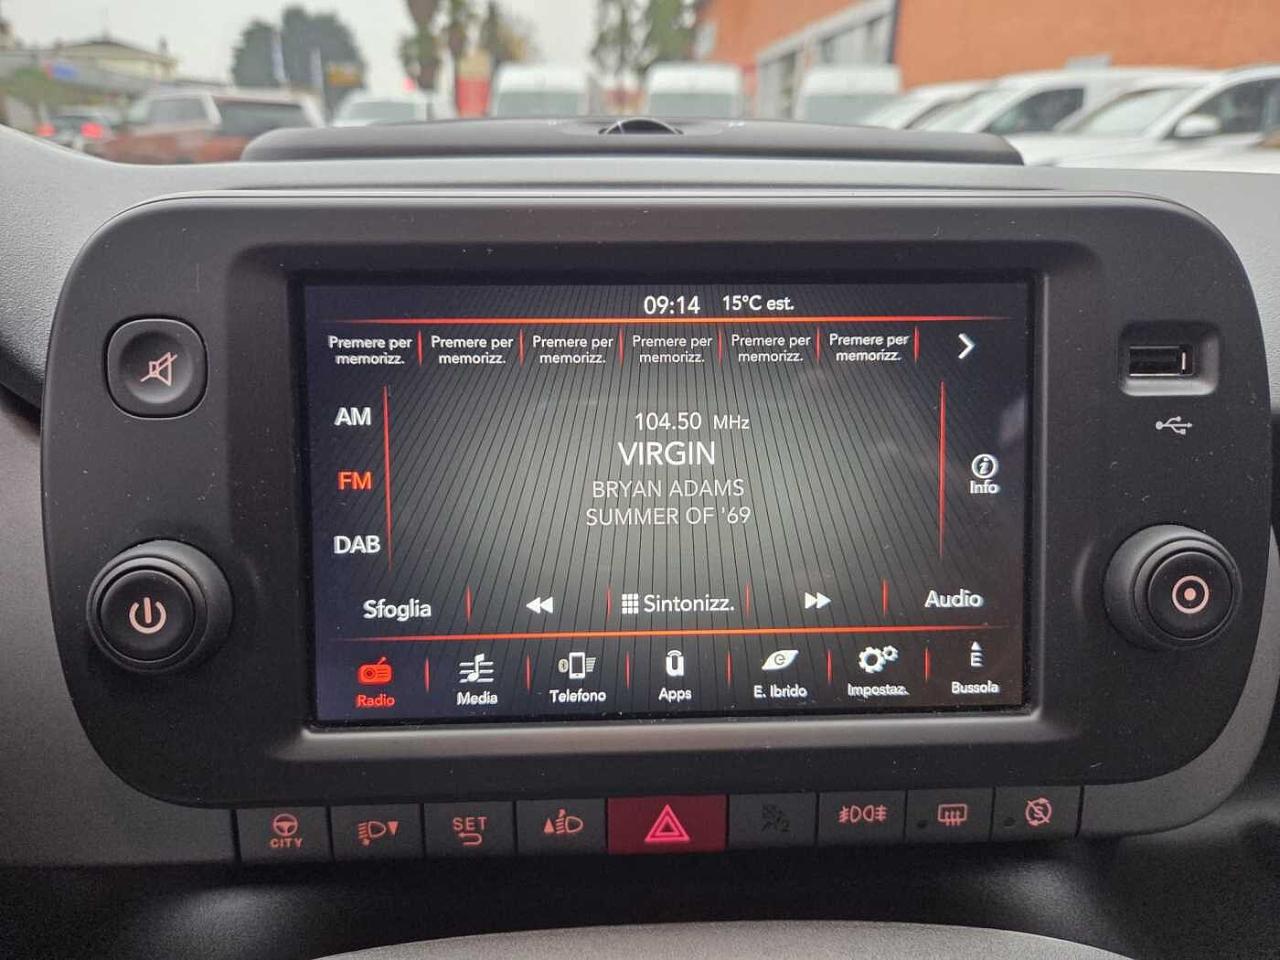 09:14 15°C est.
Premere per memorizz.
Premere per memorizz.
Premere per memorizz.
Premere per memorizz.
Premere per memorizz.
Premere per memorizz.
AM
104.50 MHz
VIRGIN
FM
BRYAN ADAMS
Info
SUMMER OF '69
DAB
Sfoglia
Sintonizz.
Audio
Radio
Media
Telefono
Apps
E. Ibrido
Impostaz.
E
Bussola
CITY
SET